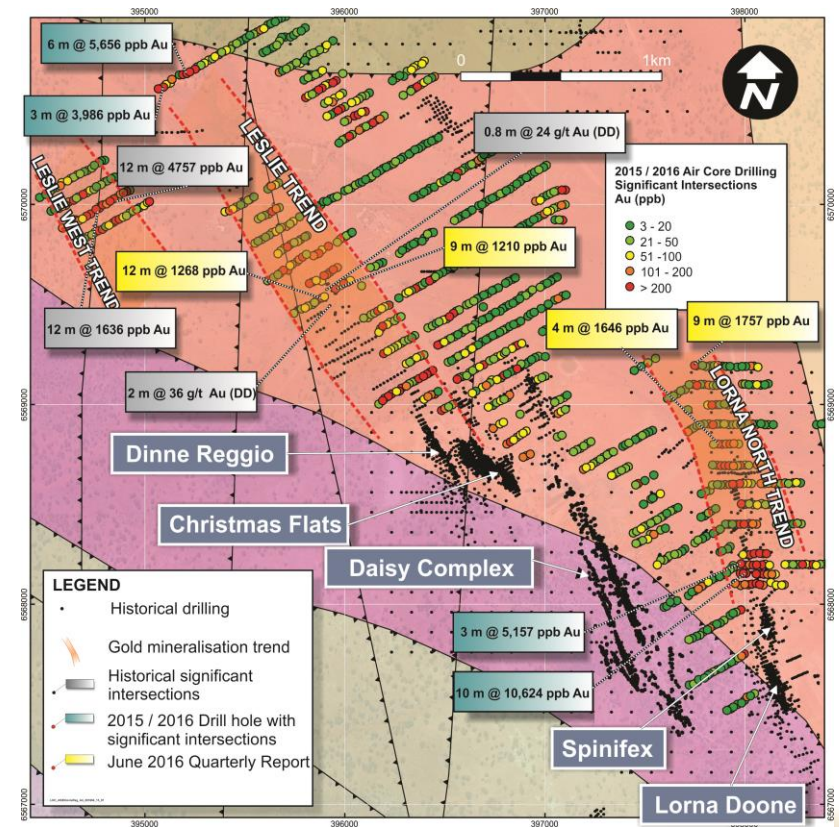 395000
396000
397000
398000
6 m @ 5,656 ppb Au
0
1km
N
3 m @ 3,986 ppb Au
LESLIE TREND
0.8 m @ 24 g/t Au (DD)
12 m @ 4757 ppb Au
LESLIE WEST TREND
2015 / 2016 Air Core Drilling
Significant Intersections
Au (ppb)
3 - 20
21 - 50
51 -100
101 - 200
> 200
6570000
6570000
9 m @ 1210 ppb Au
12 m @ 1268 ppb Au
12 m @ 1636 ppb Au
4 m @ 1646 ppb Au
9 m @ 1757 ppb Au
2 m @ 36 g/t Au (DD)
6569000
6569000
LORNA NORTH TREND
Dinne Reggio
Christmas Flats
Daisy Complex
LEGEND
Historical drilling
Gold mineralisation trend
Historical significant
intersections
2015 / 2016 Drill hole with
significant intersections
June 2016 Quarterly Report
6568000
6568000
3 m @ 5,157 ppb Au
10 m @ 10,624 ppb Au
Spinifex
Lorna Doone
6567000
6567000
395000
396000
397000
398000